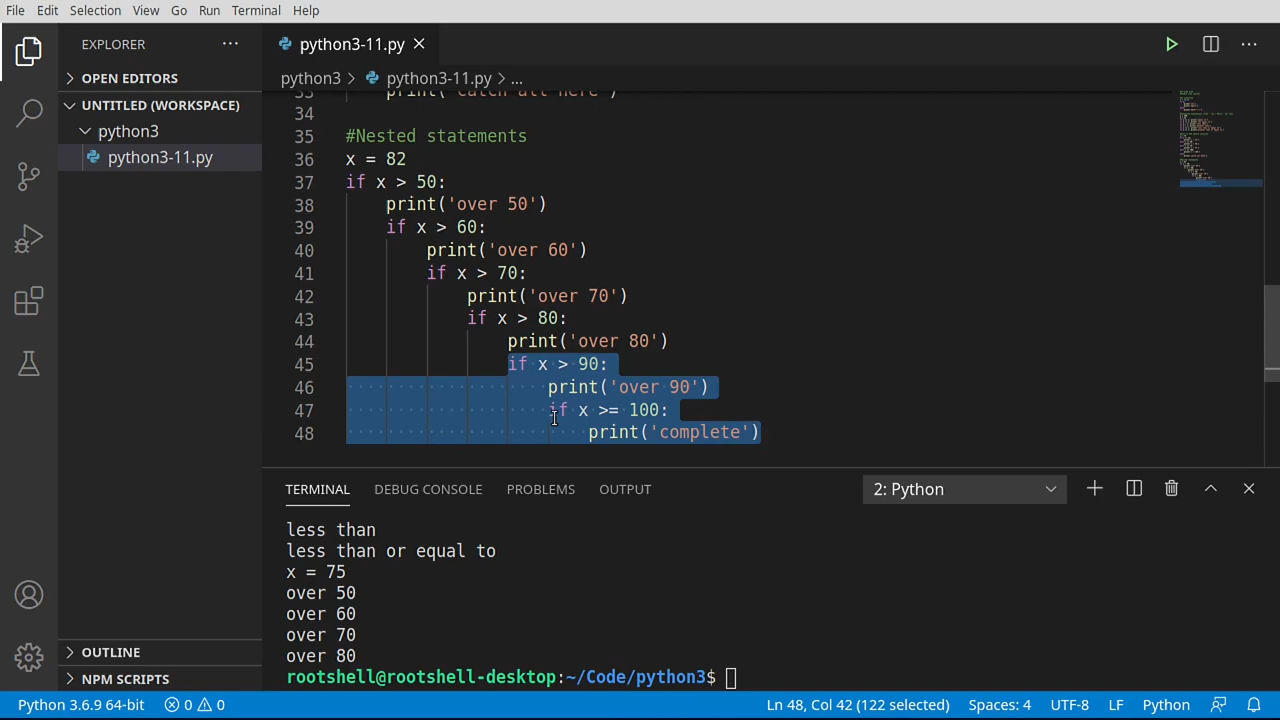 File Edit Selection View Go Run Terminal Help
EXPLORER ...
OPEN EDITORS
UNTITLED (WORKSPACE)
python3
python3-11.py
OUTLINE
NPM SCRIPTS
python3-11.py
python3 > python3-11.py > ...
33 print('catch all here')
34
35 #Nested statements
36 x = 82
37 if x > 50:
38 print('over 50')
39 if x > 60:
40 print('over 60')
41 if x > 70:
42 print('over 70')
43 if x > 80:
44 print('over 80')
45 if x > 90:
46 print('over 90')
47 if x >= 100:
48 print('complete')
TERMINAL DEBUG CONSOLE PROBLEMS OUTPUT 2: Python
less than
less than or equal to
x = 75
over 50
over 60
over 70
over 80
rootshell@rootshell-desktop:~/Code/python3$
Python 3.6.9 64-bit 0 0 Ln 48, Col 42 (122 selected) Spaces: 4 UTF-8 LF Python